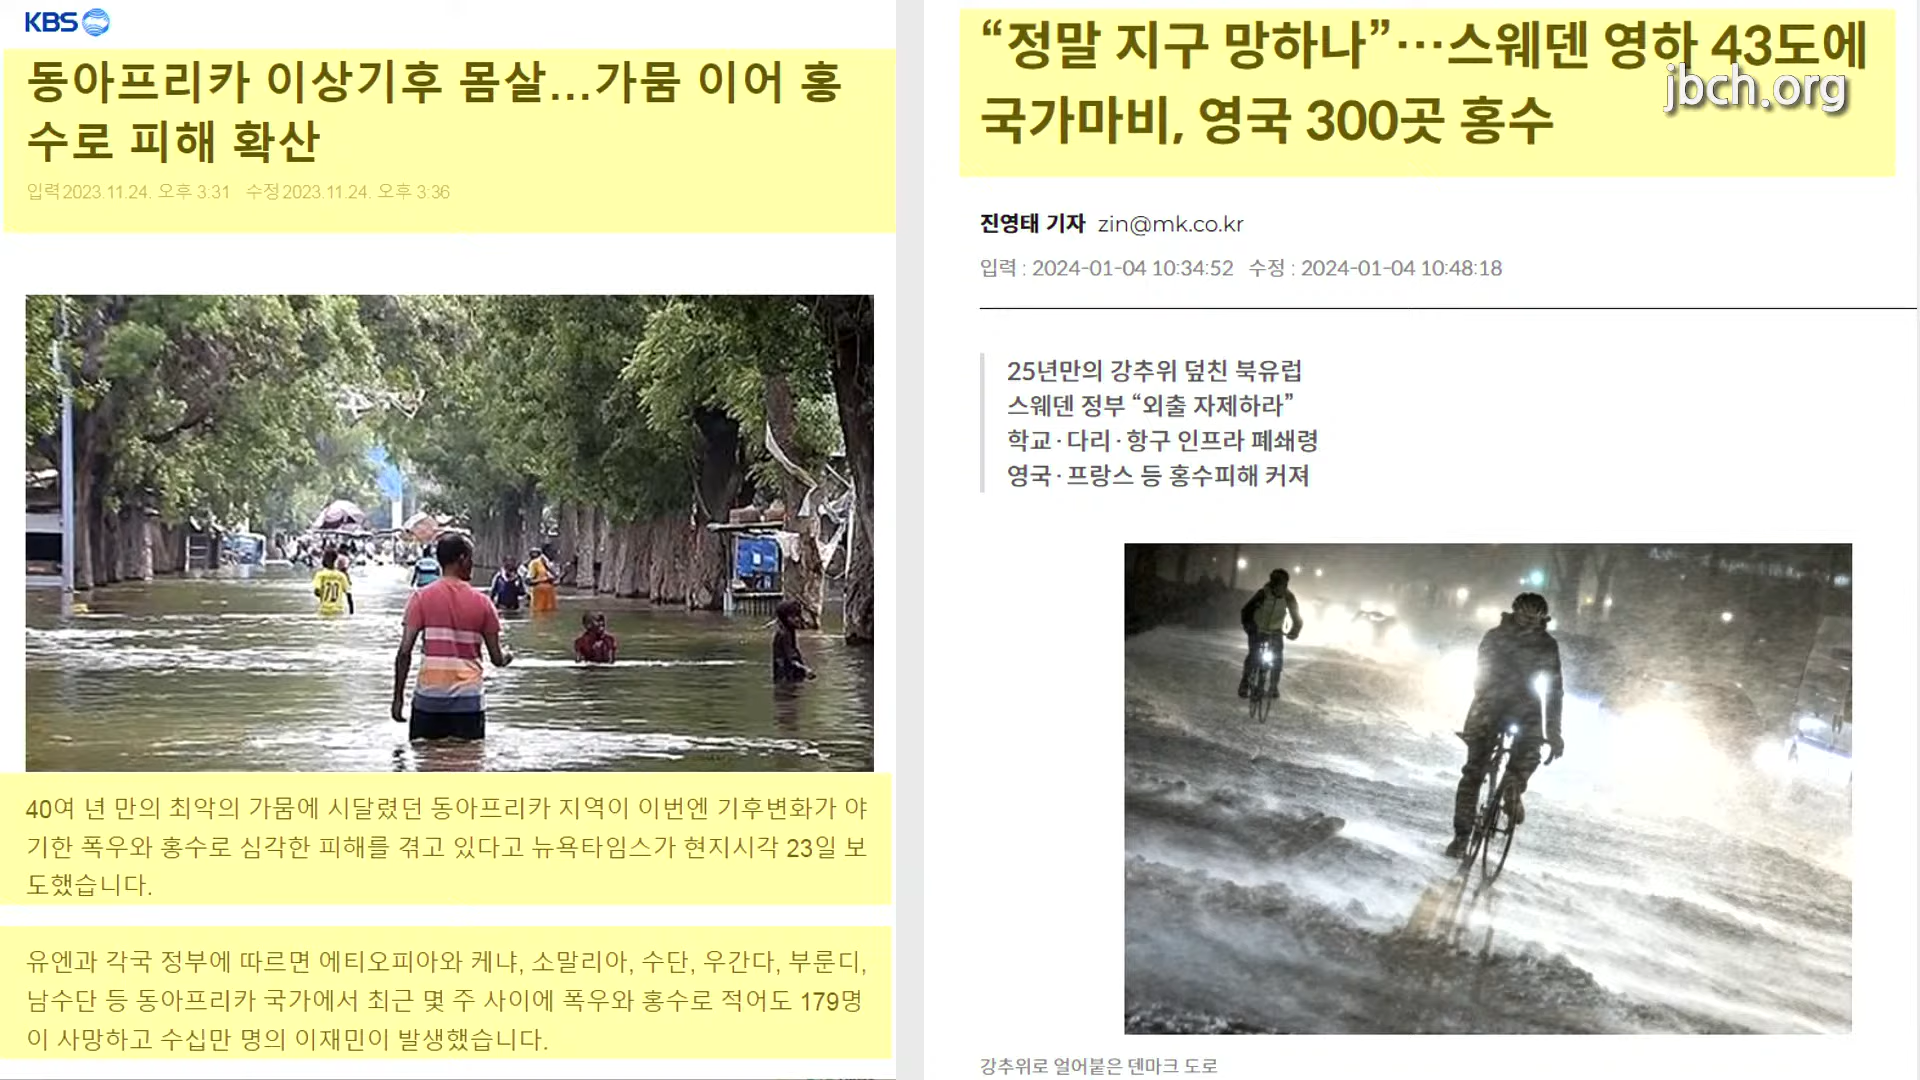 KBS
동아프리카 이상기후 몸살...가뭄 이어 홍
수로 피해 확산
입력2023.11.24. 오후 3:31 수정2023.11.24. 오후 3:36
40여 년 만의 최악의 가뭄에 시달렸던 동아프리카 지역이 이번엔 기후변화가 야
기한 폭우와 홍수로 심각한 피해를 겪고 있다고 뉴욕타임스가 현지시각 23일 보
도했습니다.
유엔과 각국 정부에 따르면 에티오피아와 케냐, 소말리아, 수단, 우간다, 부룬디,
남수단 등 동아프리카 국가에서 최근 몇 주 사이에 폭우와 홍수로 적어도 179명
이 사망하고 수십만 명의 이재민이 발생했습니다.
“정말 지구 망하나”…스웨덴 영하 43도에
jbch.org
국가마비, 영국 300곳 홍수
진영태 기자 zin@mk.co.kr
입력 : 2024-01-04 10:34:52 수정 : 2024-01-04 10:48:18
25년만의 강추위 덮친 북유럽
스웨덴 정부 “외출 자제하라”
학교·다리·항구 인프라 폐쇄령
영국·프랑스 등 홍수피해 커져
강추위로 얼어붙은 덴마크 도로